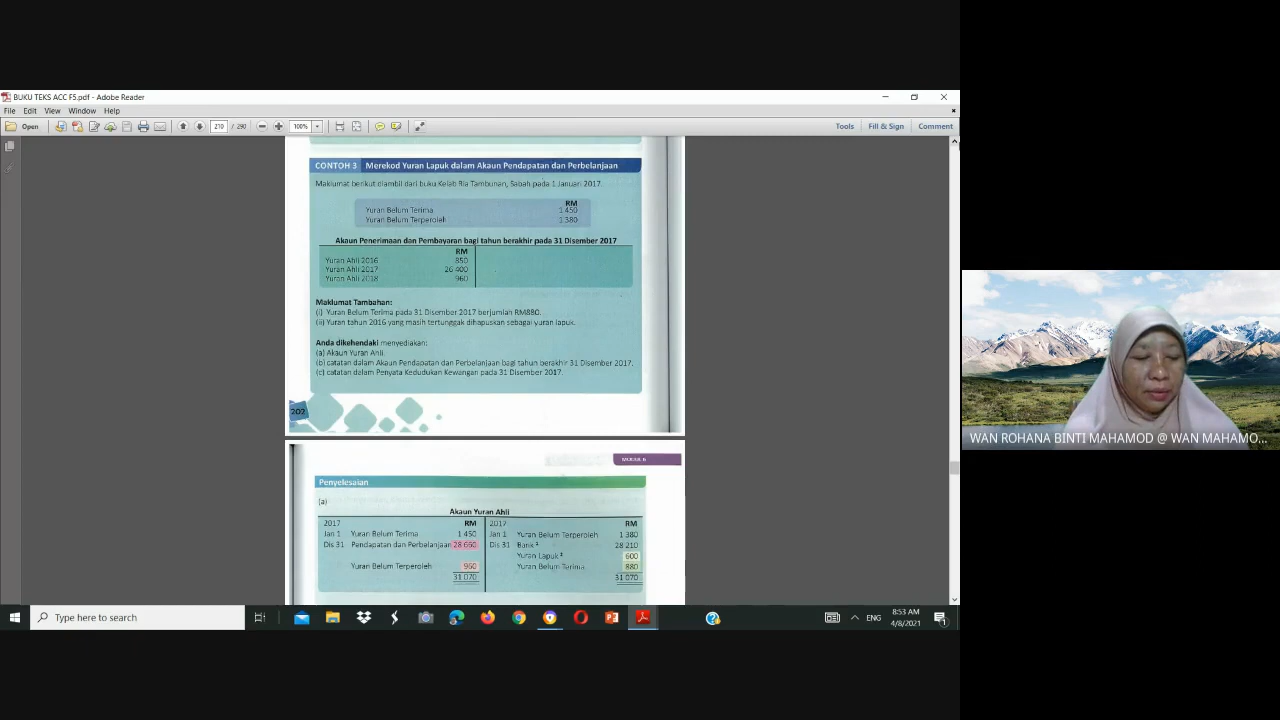 BUKU TEKS ACC F5.pdf - Adobe Reader
File Edit View Window Help
Open 210 / 290 100% Tools Fill & Sign Comment
CONTOH 3 Merekod Yuran Lapuk dalam Akaun Pendapatan dan Perbelanjaan
Maklumat berikut diambil dari buku Kelab Ria Tambunan, Sabah pada 1 Januari 2017.
RM
Yuran Belum Terima 1 450
Yuran Belum Terperoleh 1 380
Akaun Penerimaan dan Pembayaran bagi tahun berakhir pada 31 Disember 2017
RM
Yuran Ahli 2016 850
Yuran Ahli 2017 26 400
Yuran Ahli 2018 960
Maklumat Tambahan:
(i) Yuran Belum Terima pada 31 Disember 2017 berjumlah RM880.
(ii) Yuran tahun 2016 yang masih tertunggak dihapuskan sebagai yuran lapuk.
Anda dikehendaki menyediakan:
(a) Akaun Yuran Ahli.
(b) catatan dalam Akaun Pendapatan dan Perbelanjaan bagi tahun berakhir 31 Disember 2017.
(c) catatan dalam Penyata Kedudukan Kewangan pada 31 Disember 2017.
202
Penyelesaian
(a)
Akaun Yuran Ahli
2017 RM 2017 RM
Jan 1 Yuran Belum Terima 1 450 Jan 1 Yuran Belum Terperoleh 1 380
Dis 31 Pendapatan dan Perbelanjaan 28 660 Dis 31 Bank ¹ 28 210
Yuran Lapuk ² 600
Yuran Belum Terperoleh 960 Yuran Belum Terima 880
31 070 31 070
WAN ROHANA BINTI MAHAMOD @ WAN MAHAMO...
Type here to search
ENG
8:53 AM
4/8/2021